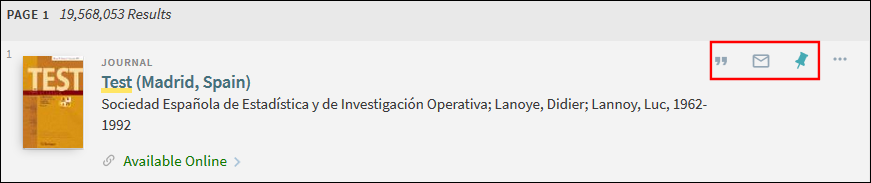 PAGE 1 19,568,053 Results
1
TEST
JOURNAL
Test (Madrid, Spain)
Sociedad Española de Estadística y de Investigación Operativa; Lanoye, Didier; Lannoy, Luc, 1962-
1992
Available Online